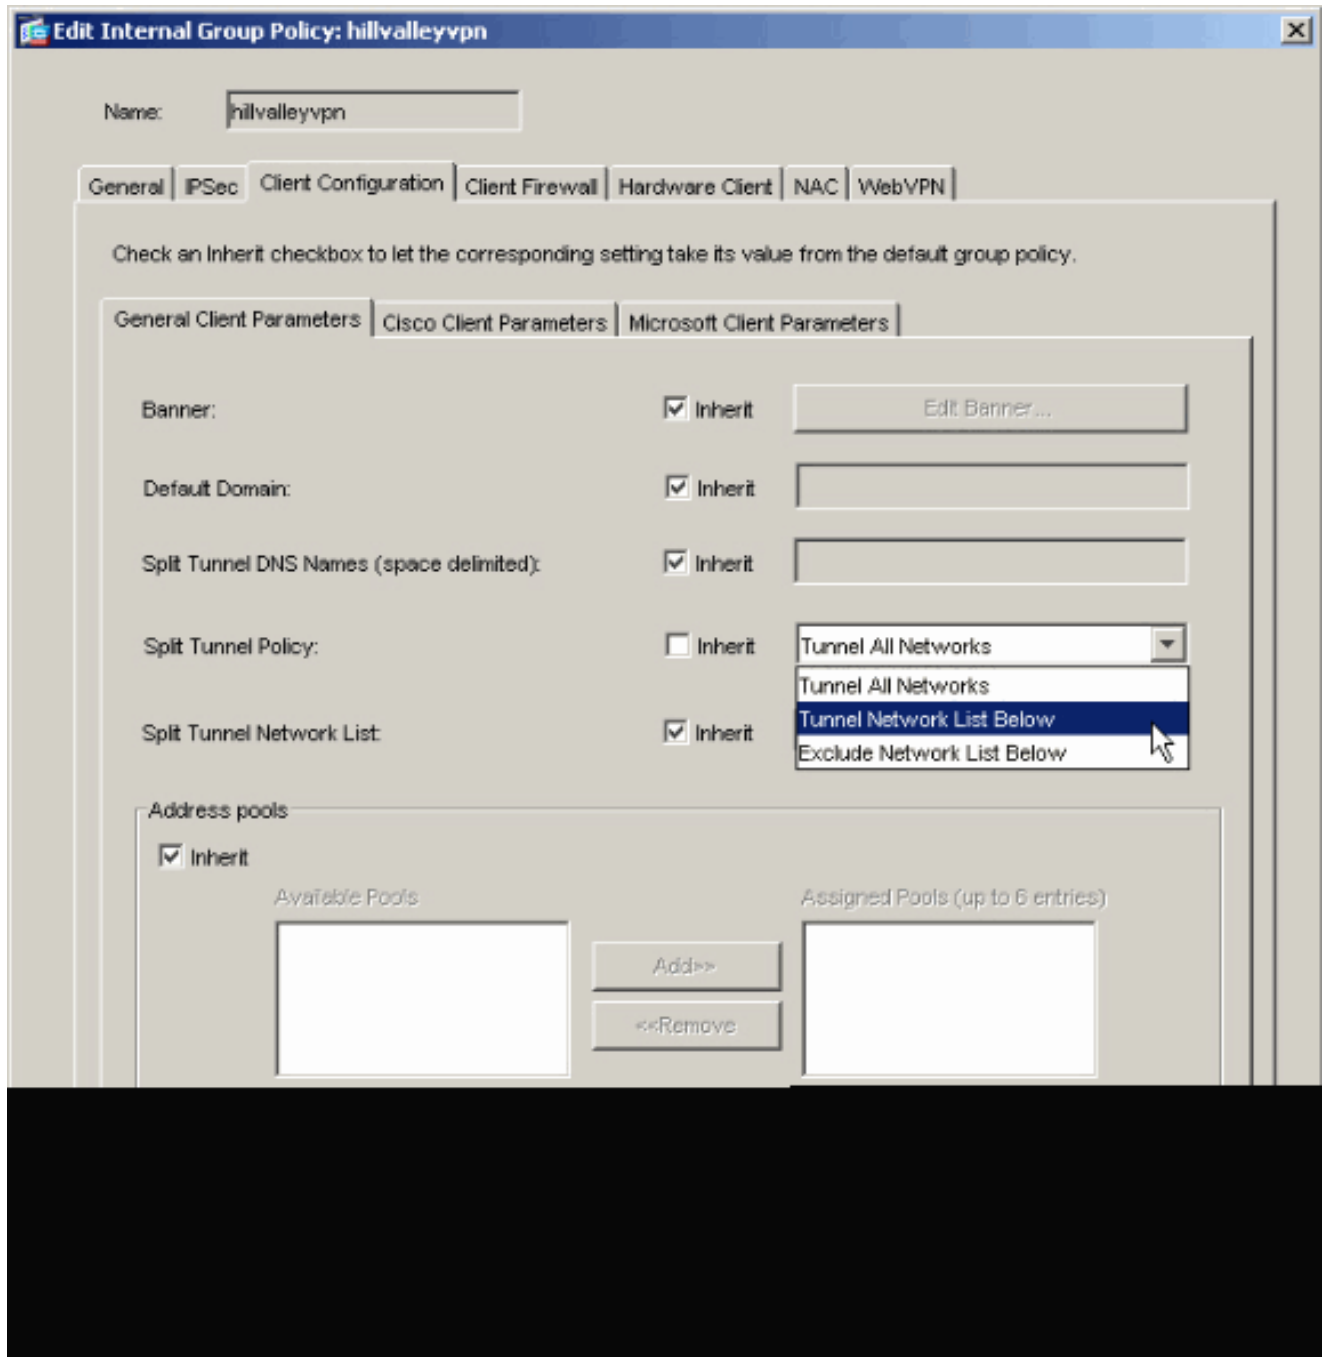 Edit Internal Group Policy: hillvalleyvpn
Name: hillvalleyvpn
General IPSec Client Configuration Client Firewall Hardware Client NAC WebVPN
Check an Inherit checkbox to let the corresponding setting take its value from the default group policy.
General Client Parameters Cisco Client Parameters Microsoft Client Parameters
Banner: Inherit Edit Banner...
Default Domain: Inherit
Split Tunnel DNS Names (space delimited): Inherit
Split Tunnel Policy: Inherit Tunnel All Networks
Tunnel All Networks
Tunnel Network List Below
Split Tunnel Network List: Inherit
Exclude Network List Below
Address pools
Inherit
Available Pools Assigned Pools (up to 6 entries)
Add>>
<<Remove